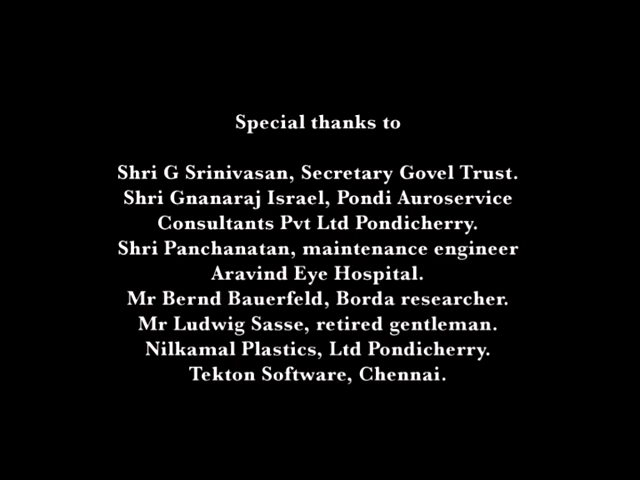 Special thanks to
Shri G Srinivasan, Secretary Govel Trust.
Shri Gnanaraj Israel, Pondi Auroservice
Consultants Pvt Ltd Pondicherry.
Shri Panchanatan, maintenance engineer
Aravind Eye Hospital.
Mr Bernd Bauerfeld, Borda researcher.
Mr Ludwig Sasse, retired gentleman.
Nilkamal Plastics, Ltd Pondicherry.
Tekton Software, Chennai.